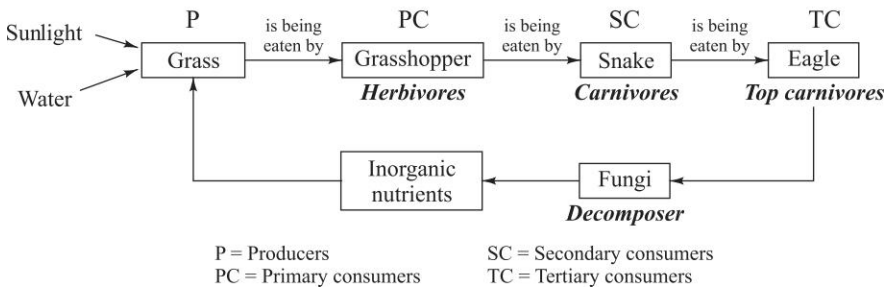 P
PC
SC
TC
Sunlight
Water
Grass
is being
eaten by
Grasshopper
Herbivores
is being
eaten by
Snake
Carnivores
is being
eaten by
Eagle
Top carnivores
Inorganic
nutrients
Fungi
Decomposer
P = Producers
PC = Primary consumers
SC = Secondary consumers
TC = Tertiary consumers